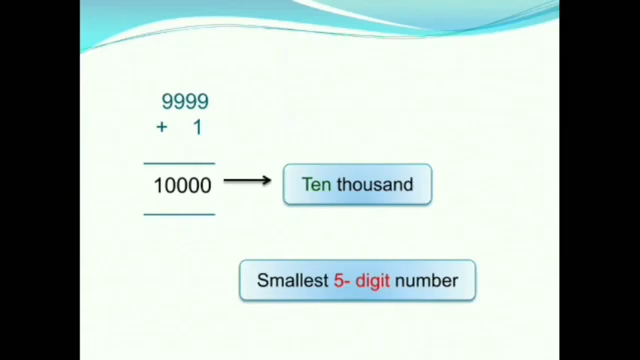 9999
+ 1
10000
Ten thousand
Smallest 5- digit number